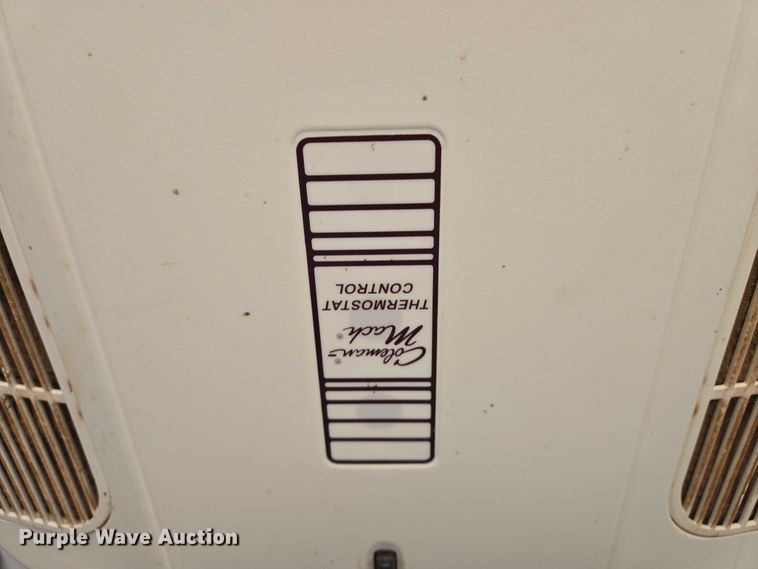 Coleman®
Mach®
THERMOSTAT
CONTROL
Purple Wave Auction